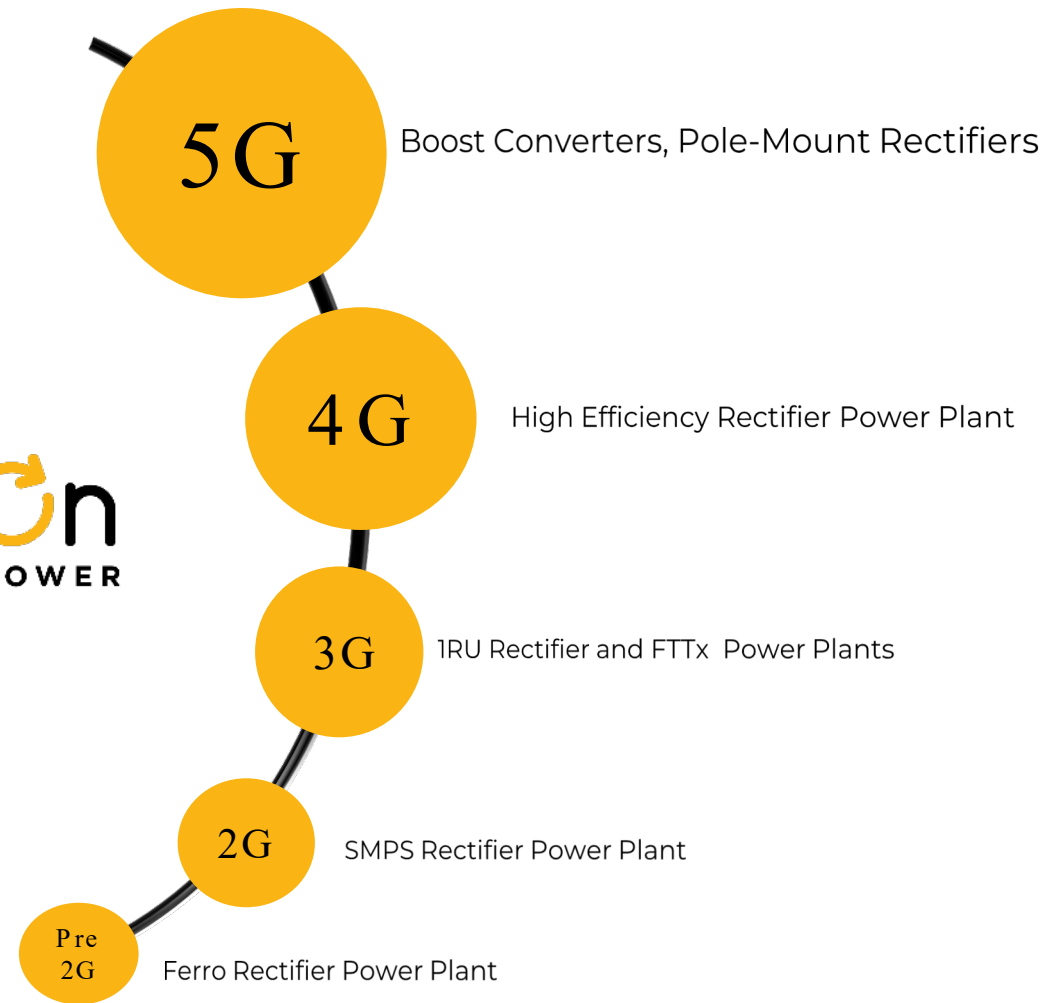 5G
Boost Converters, Pole-Mount Rectifiers
4G
High Efficiency Rectifier Power Plant
on
OWER
3G
1RU Rectifier and FTTx Power Plants
2G
SMPS Rectifier Power Plant
Pre
2G
Ferro Rectifier Power Plant